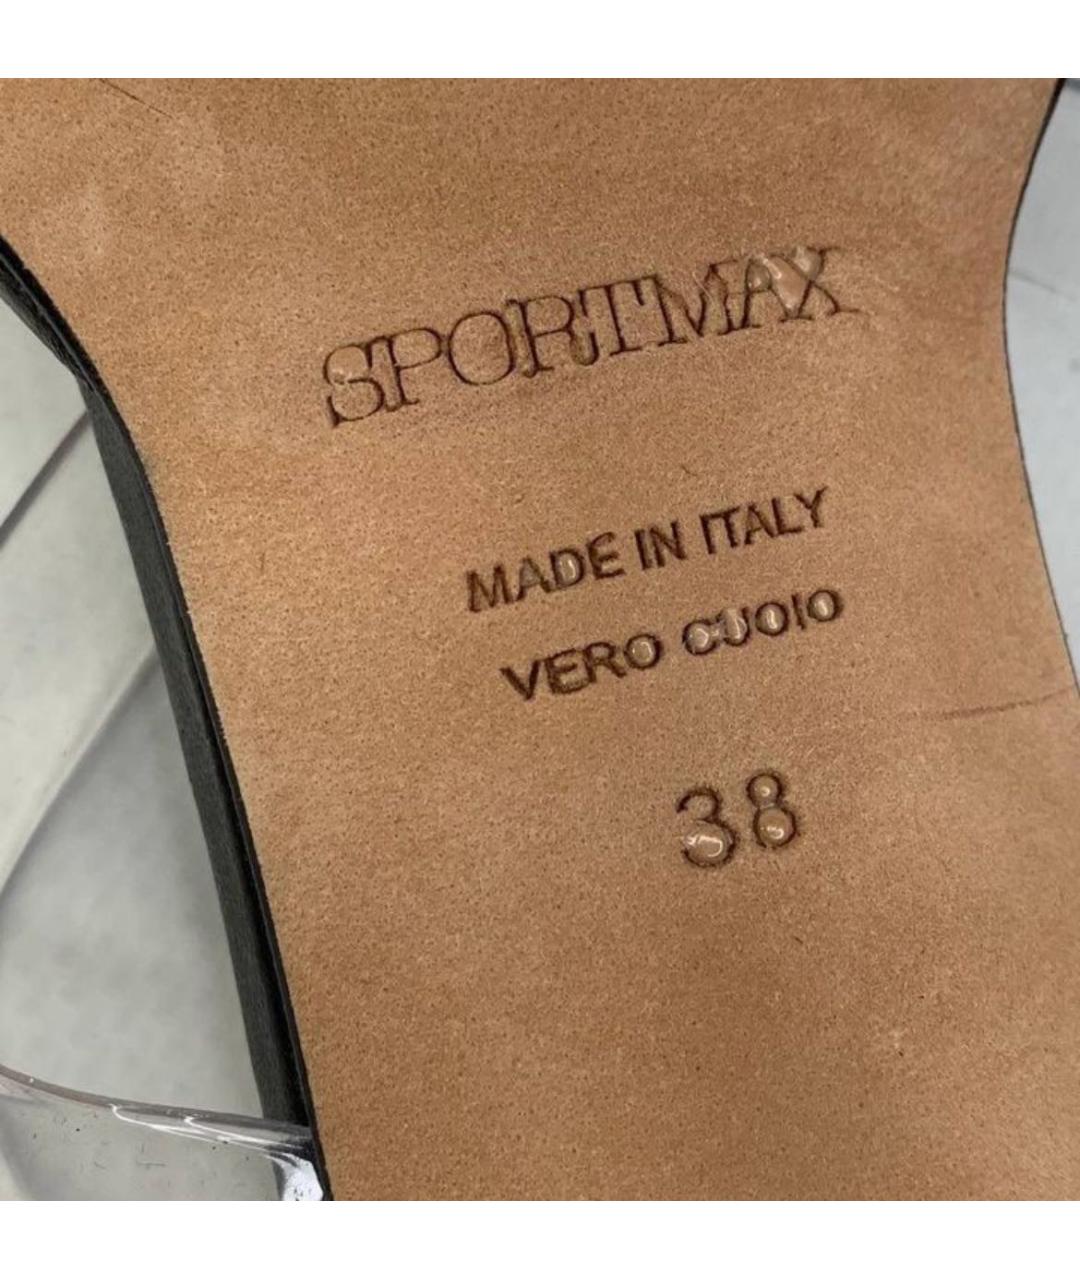 SPORTMAX
MADE IN ITALY
VERO CUOIO
38